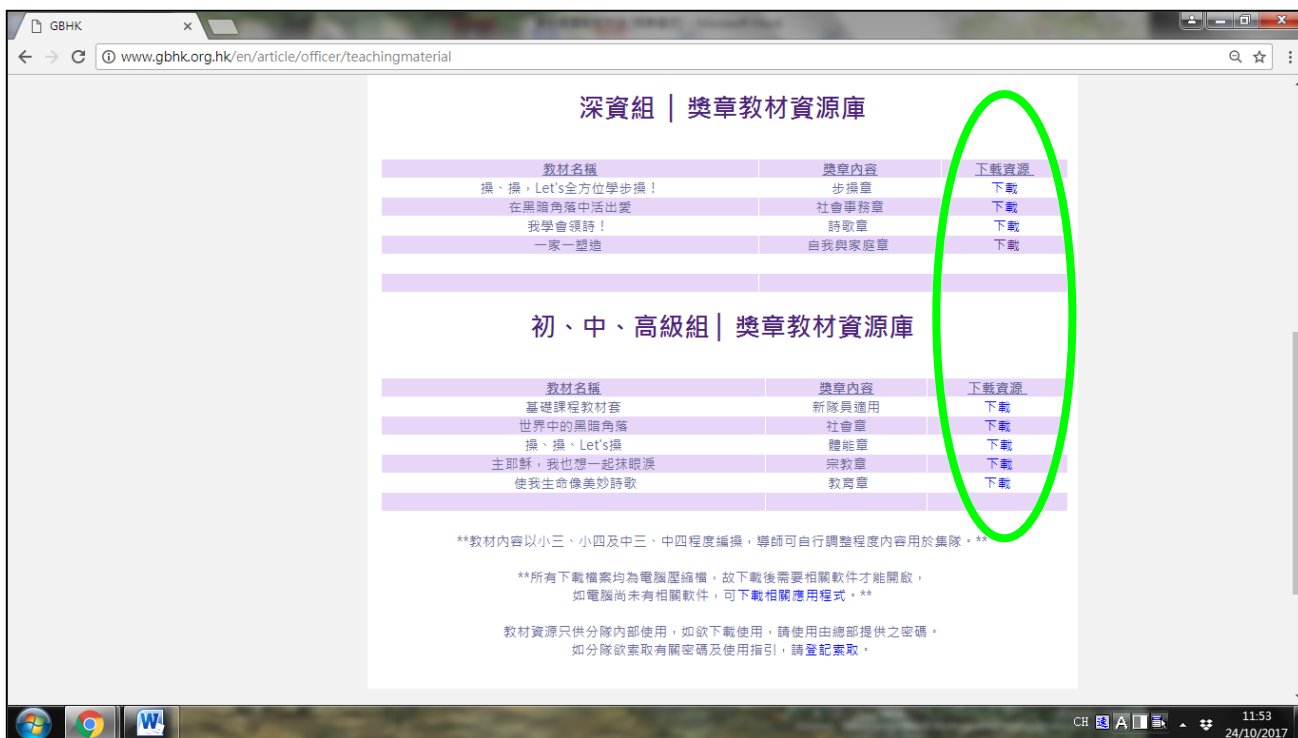 GBHK
www.gbhk.org.hk/en/article/officer/teachingmaterial
深資組│獎章教材資源庫
教材名稱 獎章內容 下載資源
操、操，Let's全方位學步操！ 步操章 下載
在黑暗角落中活出愛 社會事務章 下載
我學會領詩！ 詩歌章 下載
一家一塑造 自我與家庭章 下載
初、中、高級組│獎章教材資源庫
教材名稱 獎章內容 下載資源
基礎課程教材套 新隊員適用 下載
世界中的黑暗角落 社會章 下載
操、操、Let's操 體能章 下載
主耶穌，我也想一起抹眼淚 宗教章 下載
使我生命像美妙詩歌 教育章 下載
**教材內容以小三、小四及中三、中四程度編操，導師可自行調整程度內容用於集隊。**
**所有下載檔案均為電腦壓縮檔，故下載後需要相關軟件才能開啟，
如電腦尚未有相關軟件，可下載相關應用程式。**
教材資源只供分隊內部使用，如欲下載使用，請使用由總部提供之密碼。
如分隊欲索取有關密碼及使用指引，請登記索取。
CH 速 A
11:53
24/10/2017